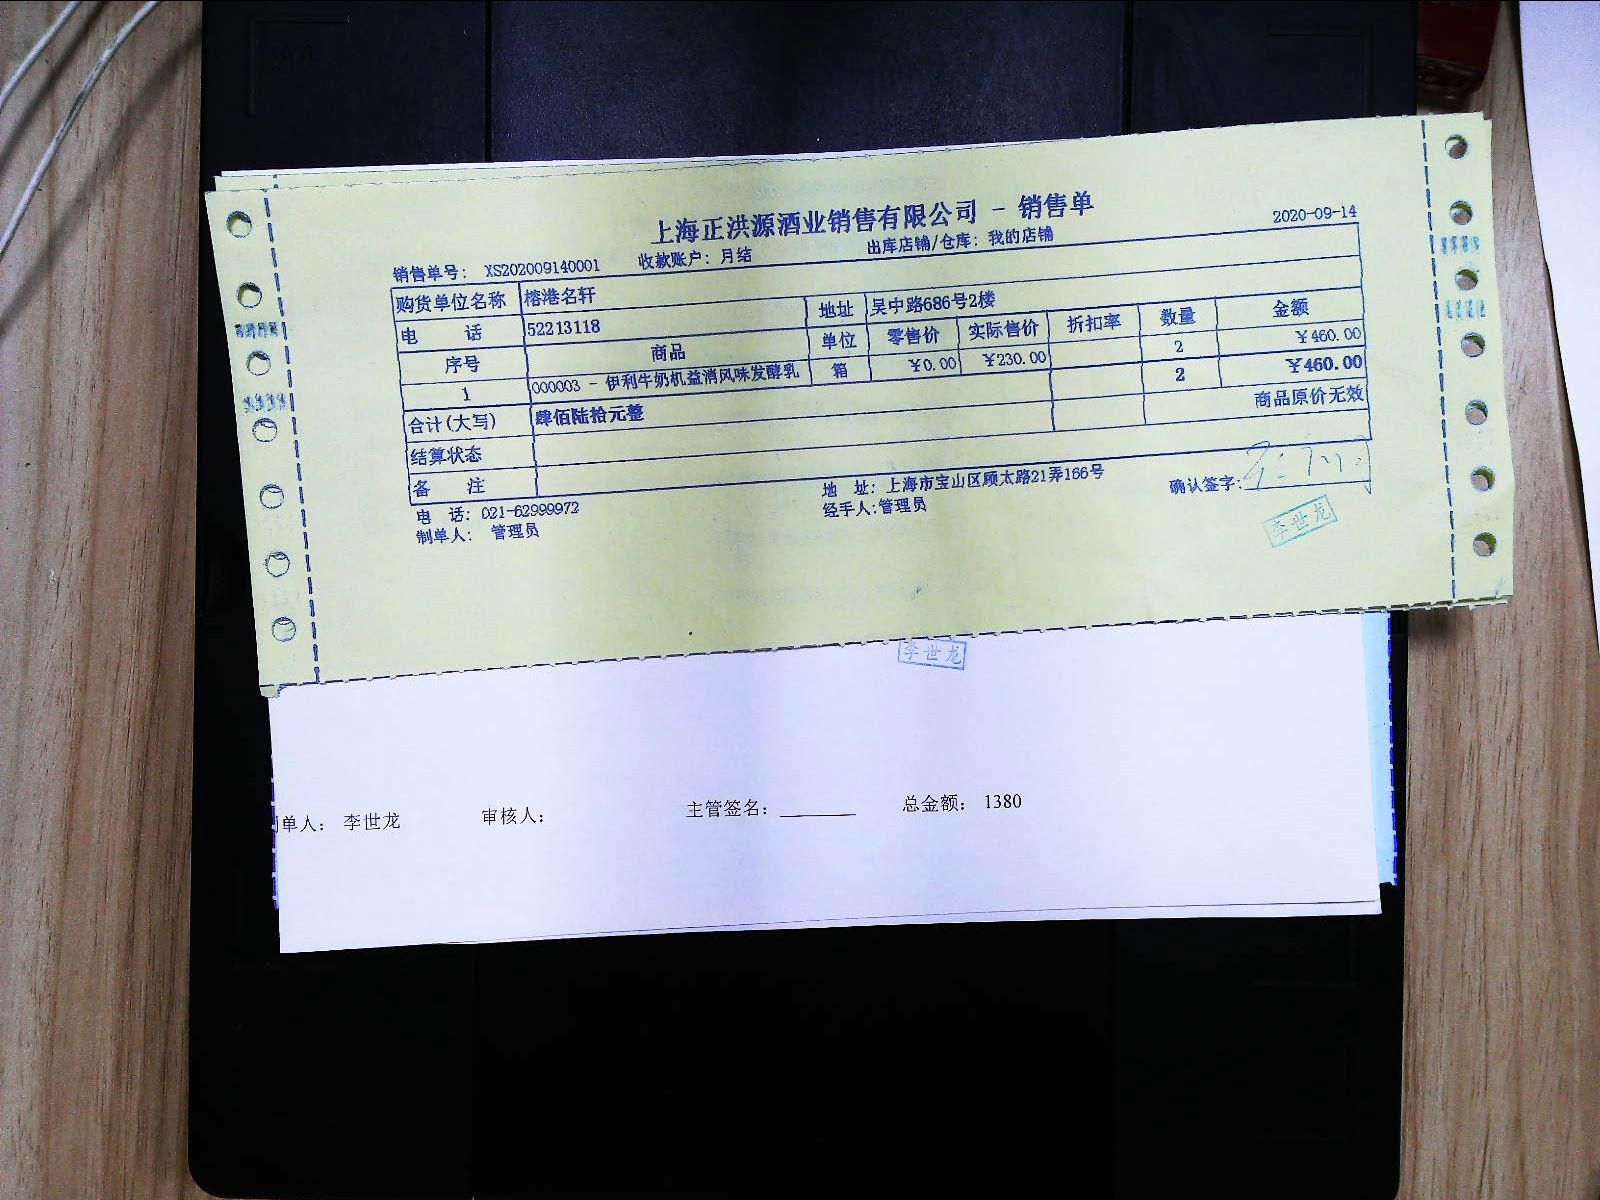 上海正洪源酒业销售有限公司 - 销售单
2020-09-14
销售单号: XS202009140001 收款账户: 月结 出库店铺/仓库: 我的店铺
购货单位名称 榕港名轩
电 话 52213118 地址 吴中路686号2楼
序号 商品 单位 零售价 实际售价 折扣率 数量 金额
1 000003 - 伊利牛奶机益消风味发酵乳 箱 ¥0.00 ¥230.00 2 ¥460.00
合计(大写) 肆佰陆拾元整 2 ¥460.00
结算状态 商品原价无效
备 注
电 话: 021-62999972 地 址: 上海市宝山区顾太路21弄166号 确认签字:
制单人: 管理员 经手人:管理员
李世龙
李世龙
单人: 李世龙 审核人: 主管签名: 总金额: 1380